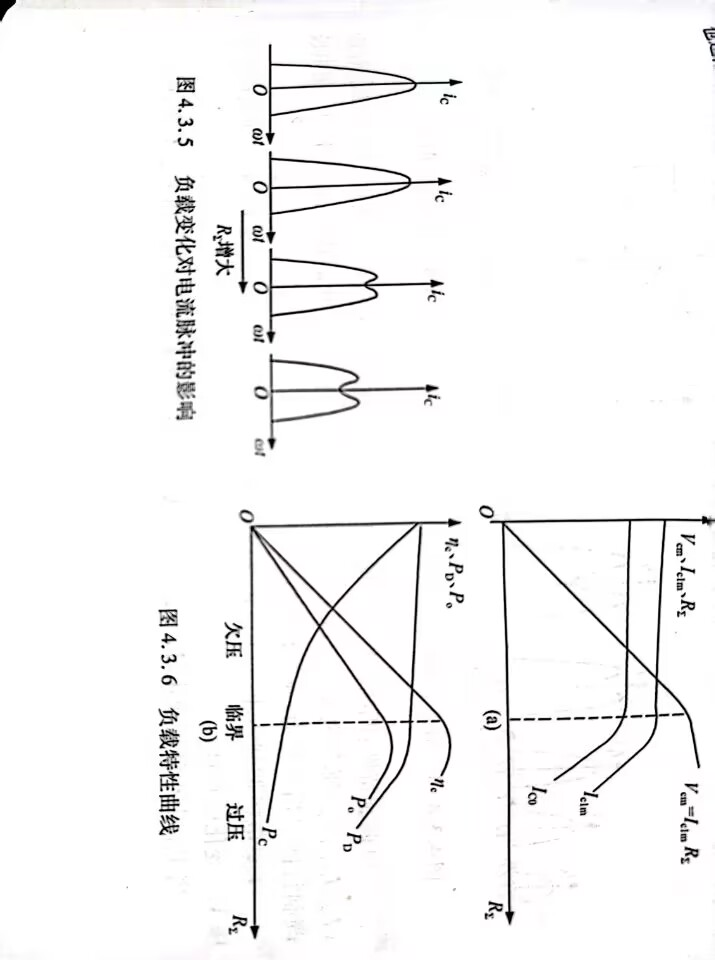 i_C
O
ωt
i_C
O
ωt
i_C
O
ωt
i_C
O
ωt
R_Σ增大
图 4.3.5 负载变化对电流脉冲的影响
V_cm、I_c1m、R_Σ
V_cm=I_c1m R_Σ
I_c1m
I_C0
O
R_Σ
(a)
η_c、P_D、P_o
η_c
P_o
P_D
P_C
O
R_Σ
欠压 临界 过压
(b)
图 4.3.6 负载特性曲线